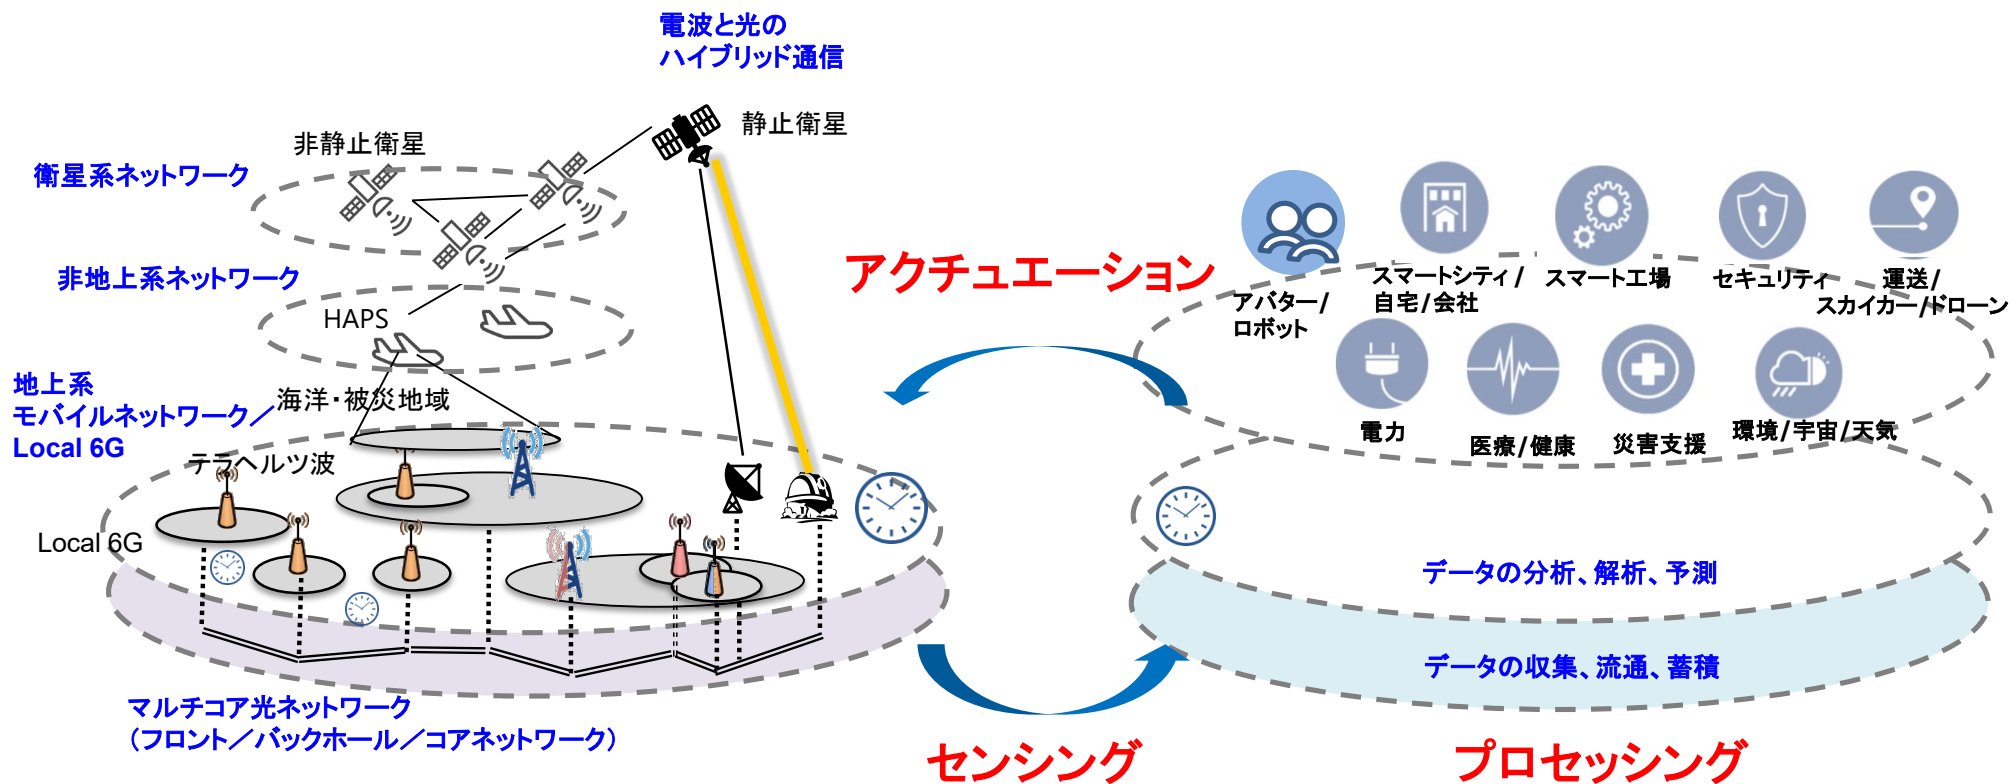 電波と光の
ハイブリッド通信
静止衛星
非静止衛星
衛星系ネットワーク
非地上系ネットワーク
HAPS
地上系
モバイルネットワーク／
Local 6G
海洋・被災地域
テラヘルツ波
Local 6G
マルチコア光ネットワーク
（フロント／バックホール／コアネットワーク）
アクチュエーション
センシング
アバター/
ロボット
スマートシティ/
自宅/会社
スマート工場
セキュリティ
運送/
スカイカー/ドローン
電力
医療/健康
災害支援
環境/宇宙/天気
データの分析、解析、予測
データの収集、流通、蓄積
プロセッシング